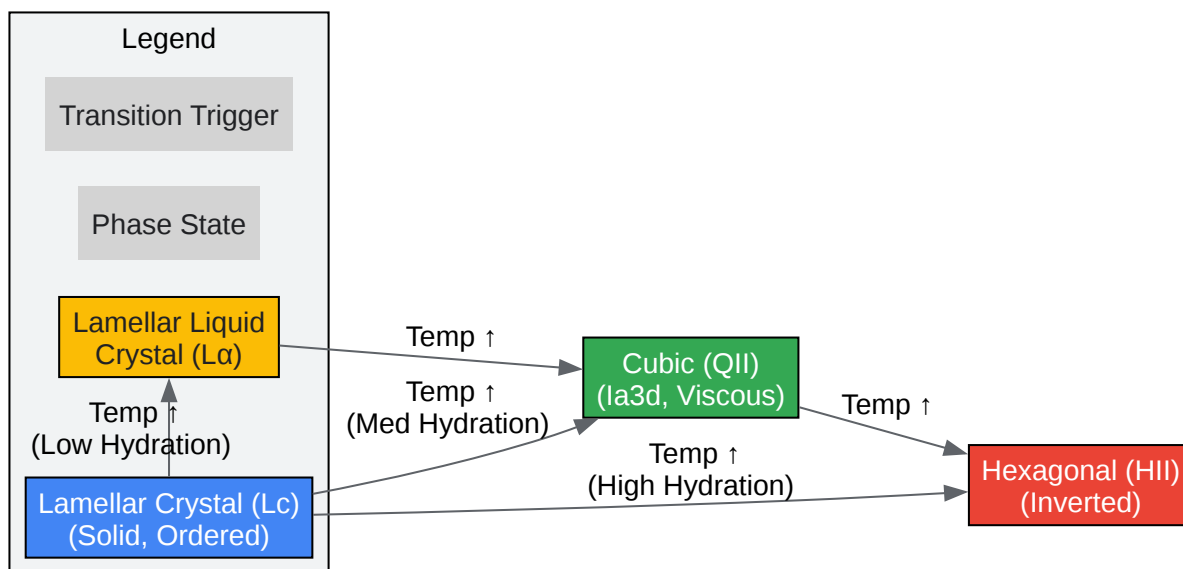 Legend
Transition Trigger
Phase State
Lamellar Liquid
Crystal (Lα)
Temp ↑
(Low Hydration)
Lamellar Crystal (Lc)
(Solid, Ordered)
Temp ↑
Temp ↑
(Med Hydration)
Cubic (QII)
(Ia3d, Viscous)
Temp ↑
(High Hydration)
Temp ↑
Hexagonal (HII)
(Inverted)